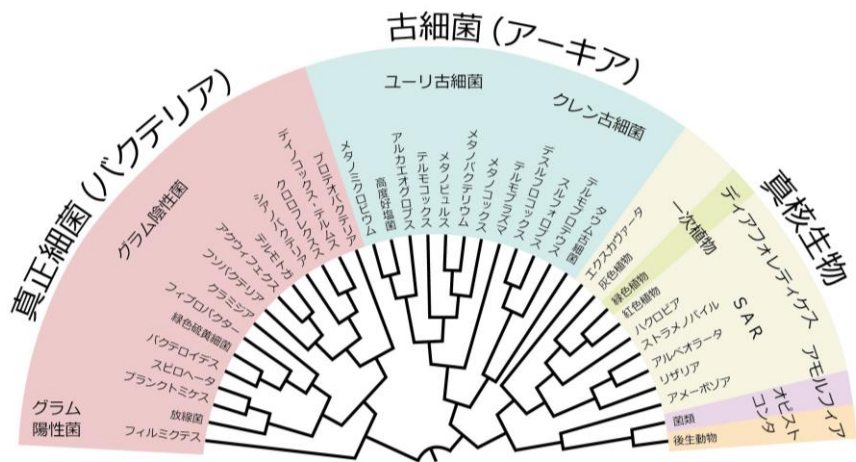 真正細菌 (バクテリア)
古細菌 (アーキア)
真核生物
グラム陰性菌
グラム
陽性菌
ユーリ古細菌
クレン古細菌
一次植物
ディアフォレティケス
SAR
アモルフィア
オピスト
コンタ
フィルミクテス
放線菌
プランクトミケス
スピロヘータ
バクテロイデス
緑色硫黄細菌
フィブロバクター
クラミミア
フソバクテリア
アクウィフェクス
テルモトガ
シアノバクテリア
クロロフレクスス
ディノコックス・テルムス
プロテオバクテリア
メタノミクロビウム
高度好塩菌
アルカエオグロブス
テルモコックス
メタノピュルス
メタノバクテリウム
メタノコックス
テルモプラズマ
デスルフロコックス
スルフォロブス
テルモプロテウス
タウム古細菌
エクスカヴァータ
灰色植物
緑色植物
紅色植物
ハクロビア
ストラメノパイル
アルベオラータ
リザリア
アメーボゾア
菌類
後生動物